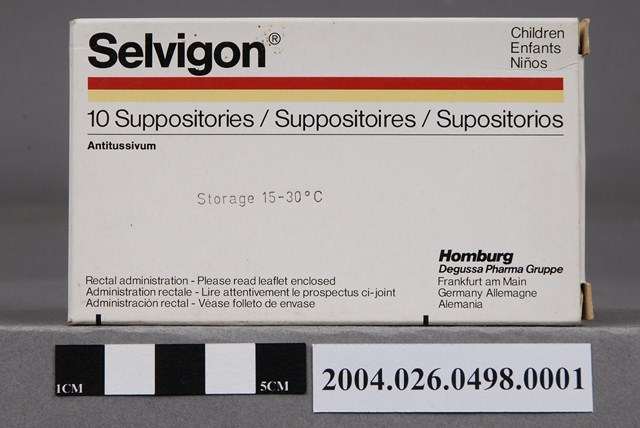 Selvigon®
Children
Enfants
Niños
10 Suppositories / Suppositoires / Supositorios
Antitussivum
Storage 15-30°C
Homburg
Degussa Pharma Gruppe
Frankfurt am Main
Germany Allemagne
Alemania
Rectal administration - Please read leaflet enclosed
Administration rectale - Lire attentivement le prospectus ci-joint
Administración rectal - Véase folleto de envase
1CM
5CM
2004.026.0498.0001